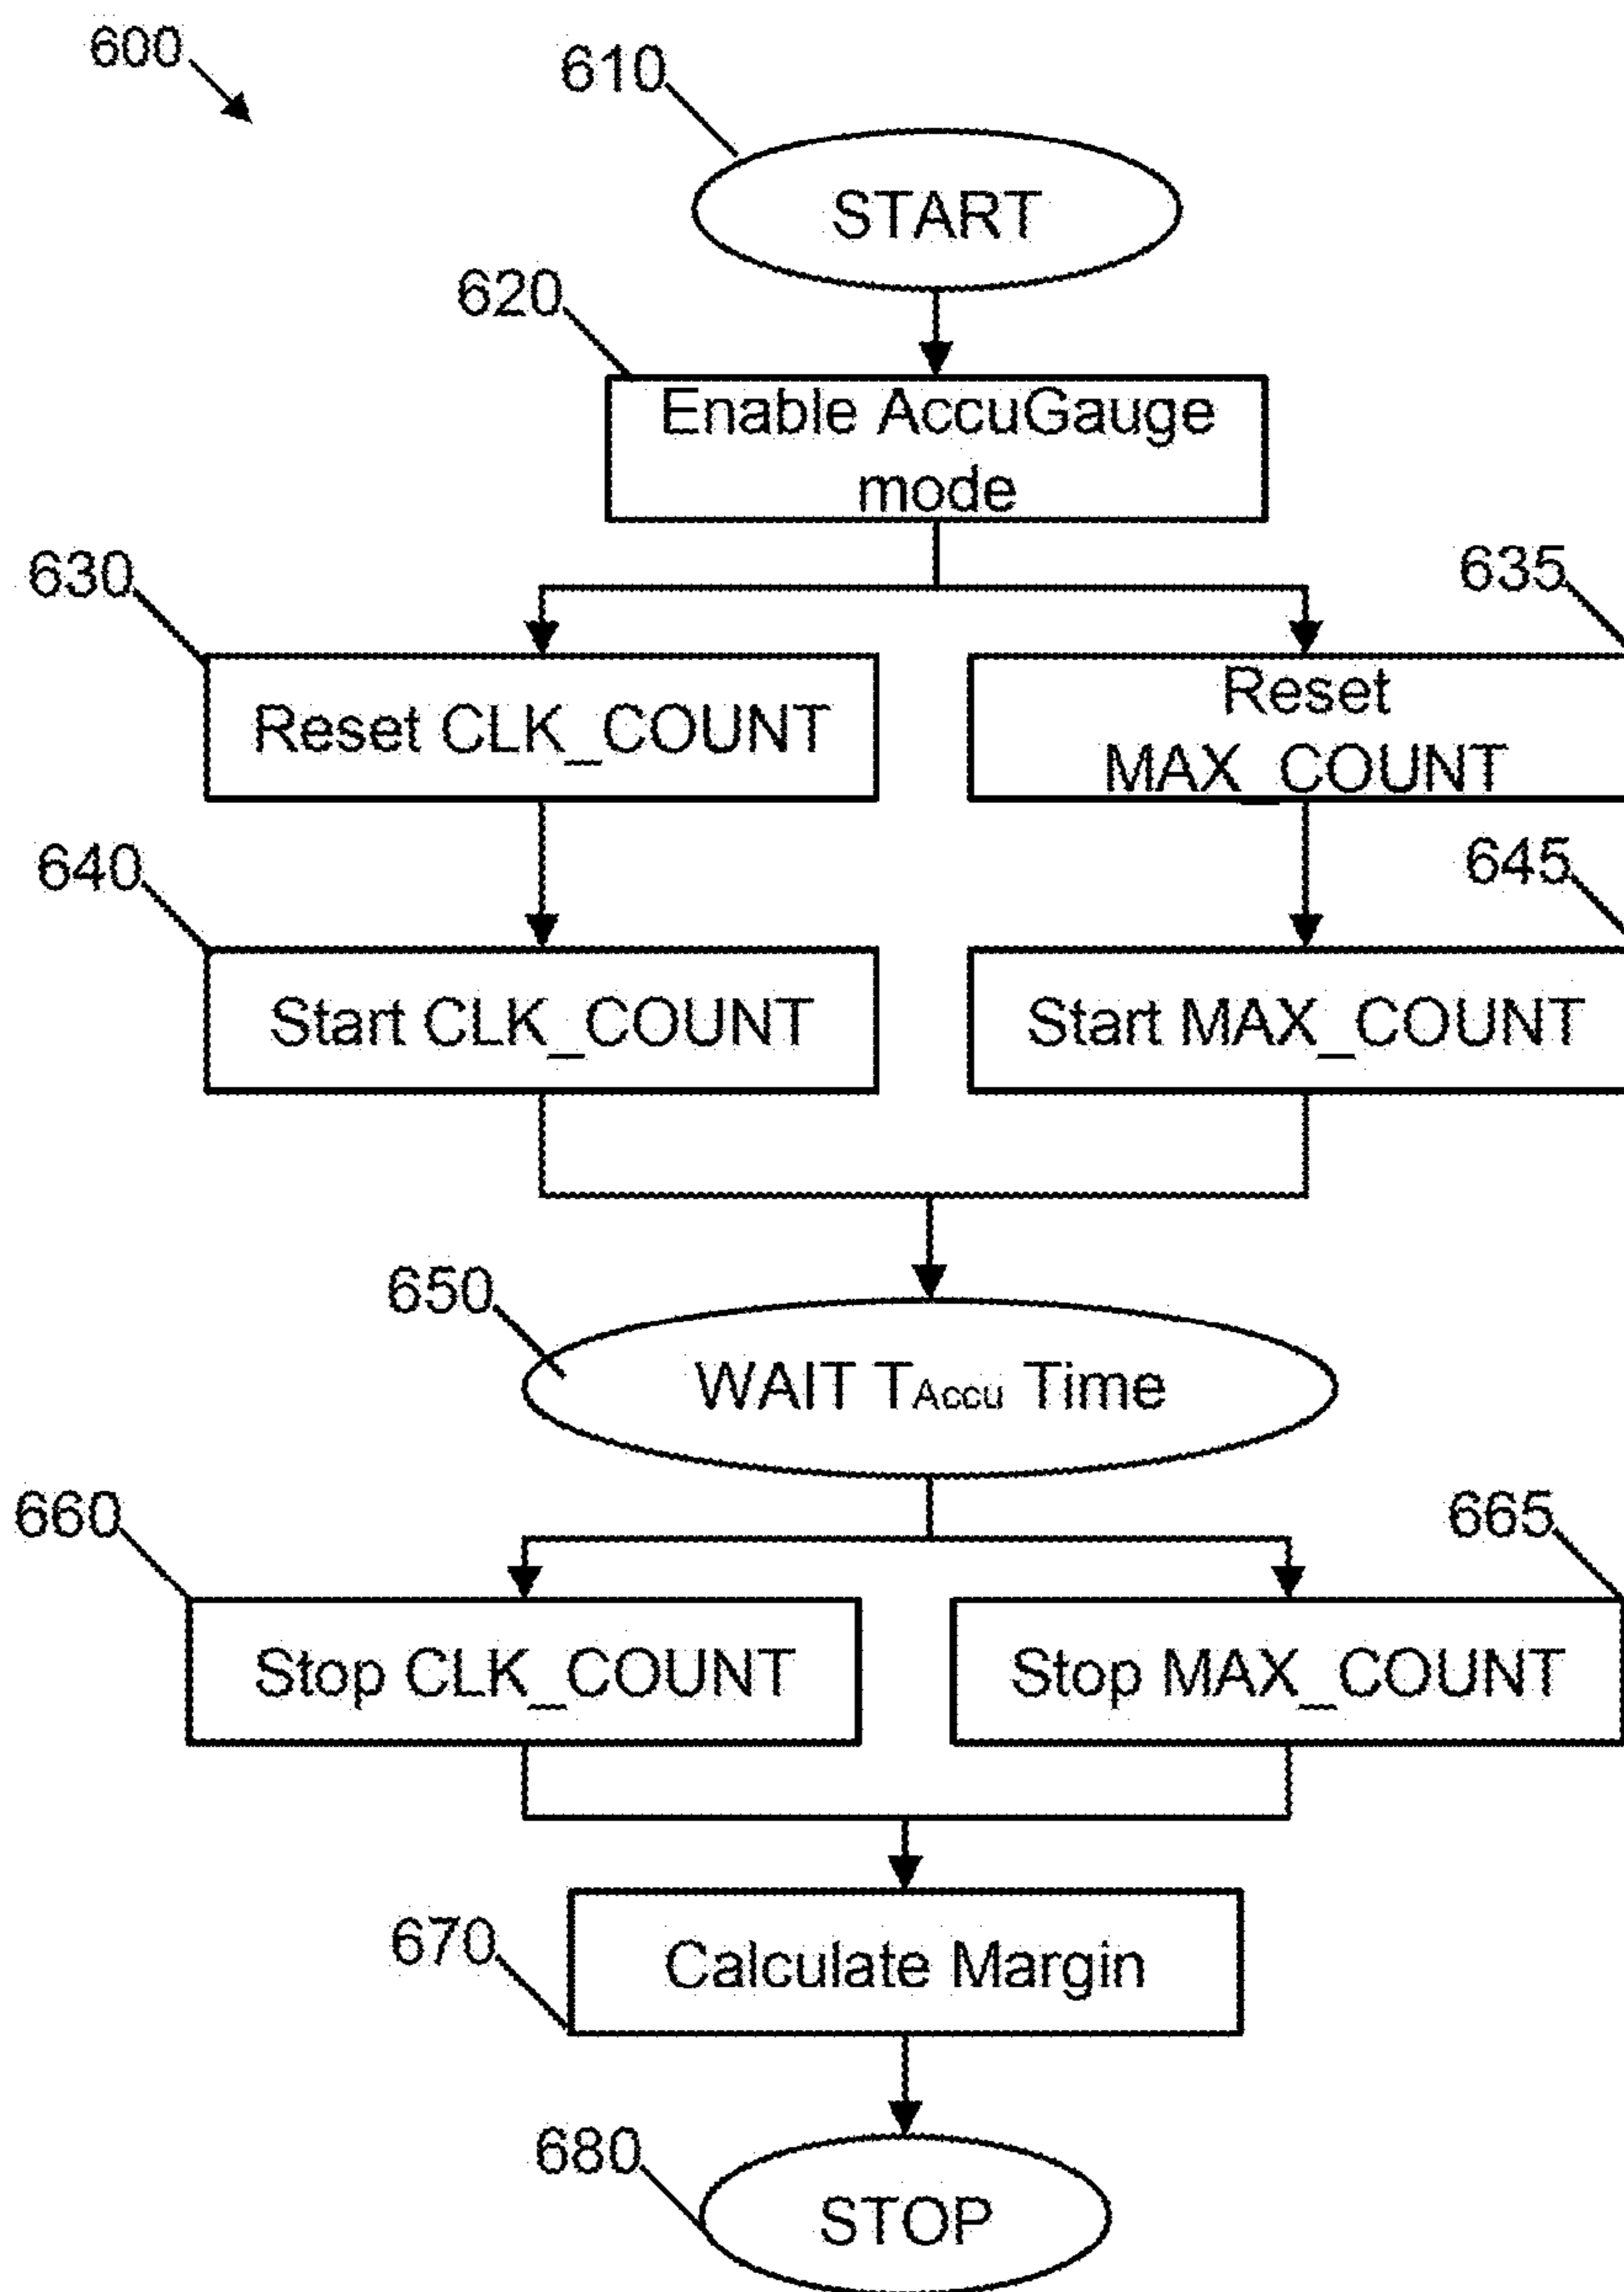 600
610
START
620
Enable AccuGauge
mode
630
635
Reset CLK_COUNT
Reset
MAX_COUNT
640
645
Start CLK_COUNT
Start MAX_COUNT
650
WAIT TAccu Time
660
665
Stop CLK_COUNT
Stop MAX_COUNT
670
Calculate Margin
680
STOP